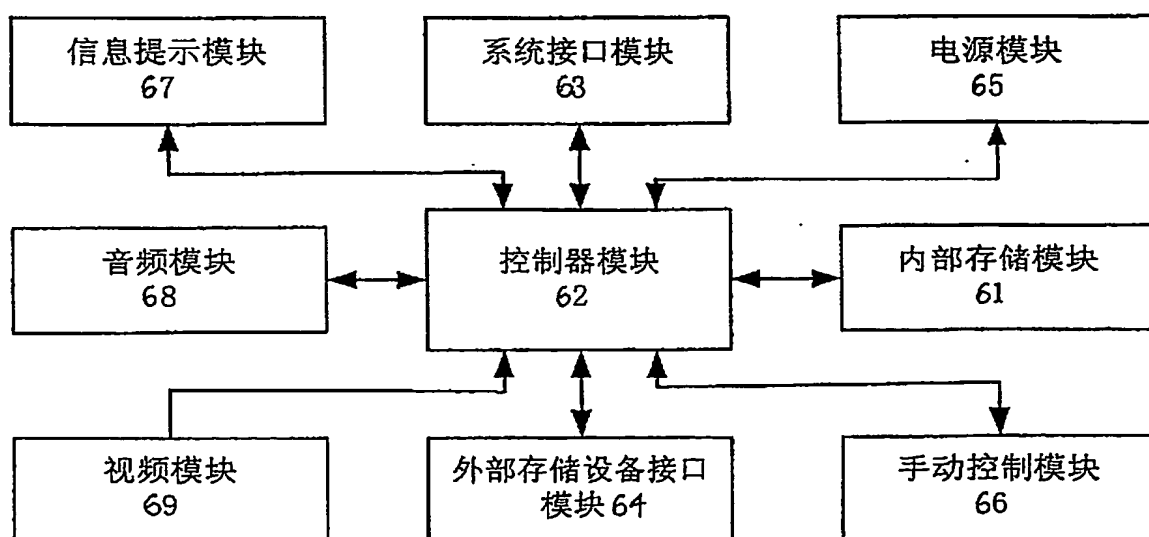 信息提示模块
67
系统接口模块
63
电源模块
65
音频模块
68
控制器模块
62
内部存储模块
61
视频模块
69
外部存储设备接口
模块64
手动控制模块
66